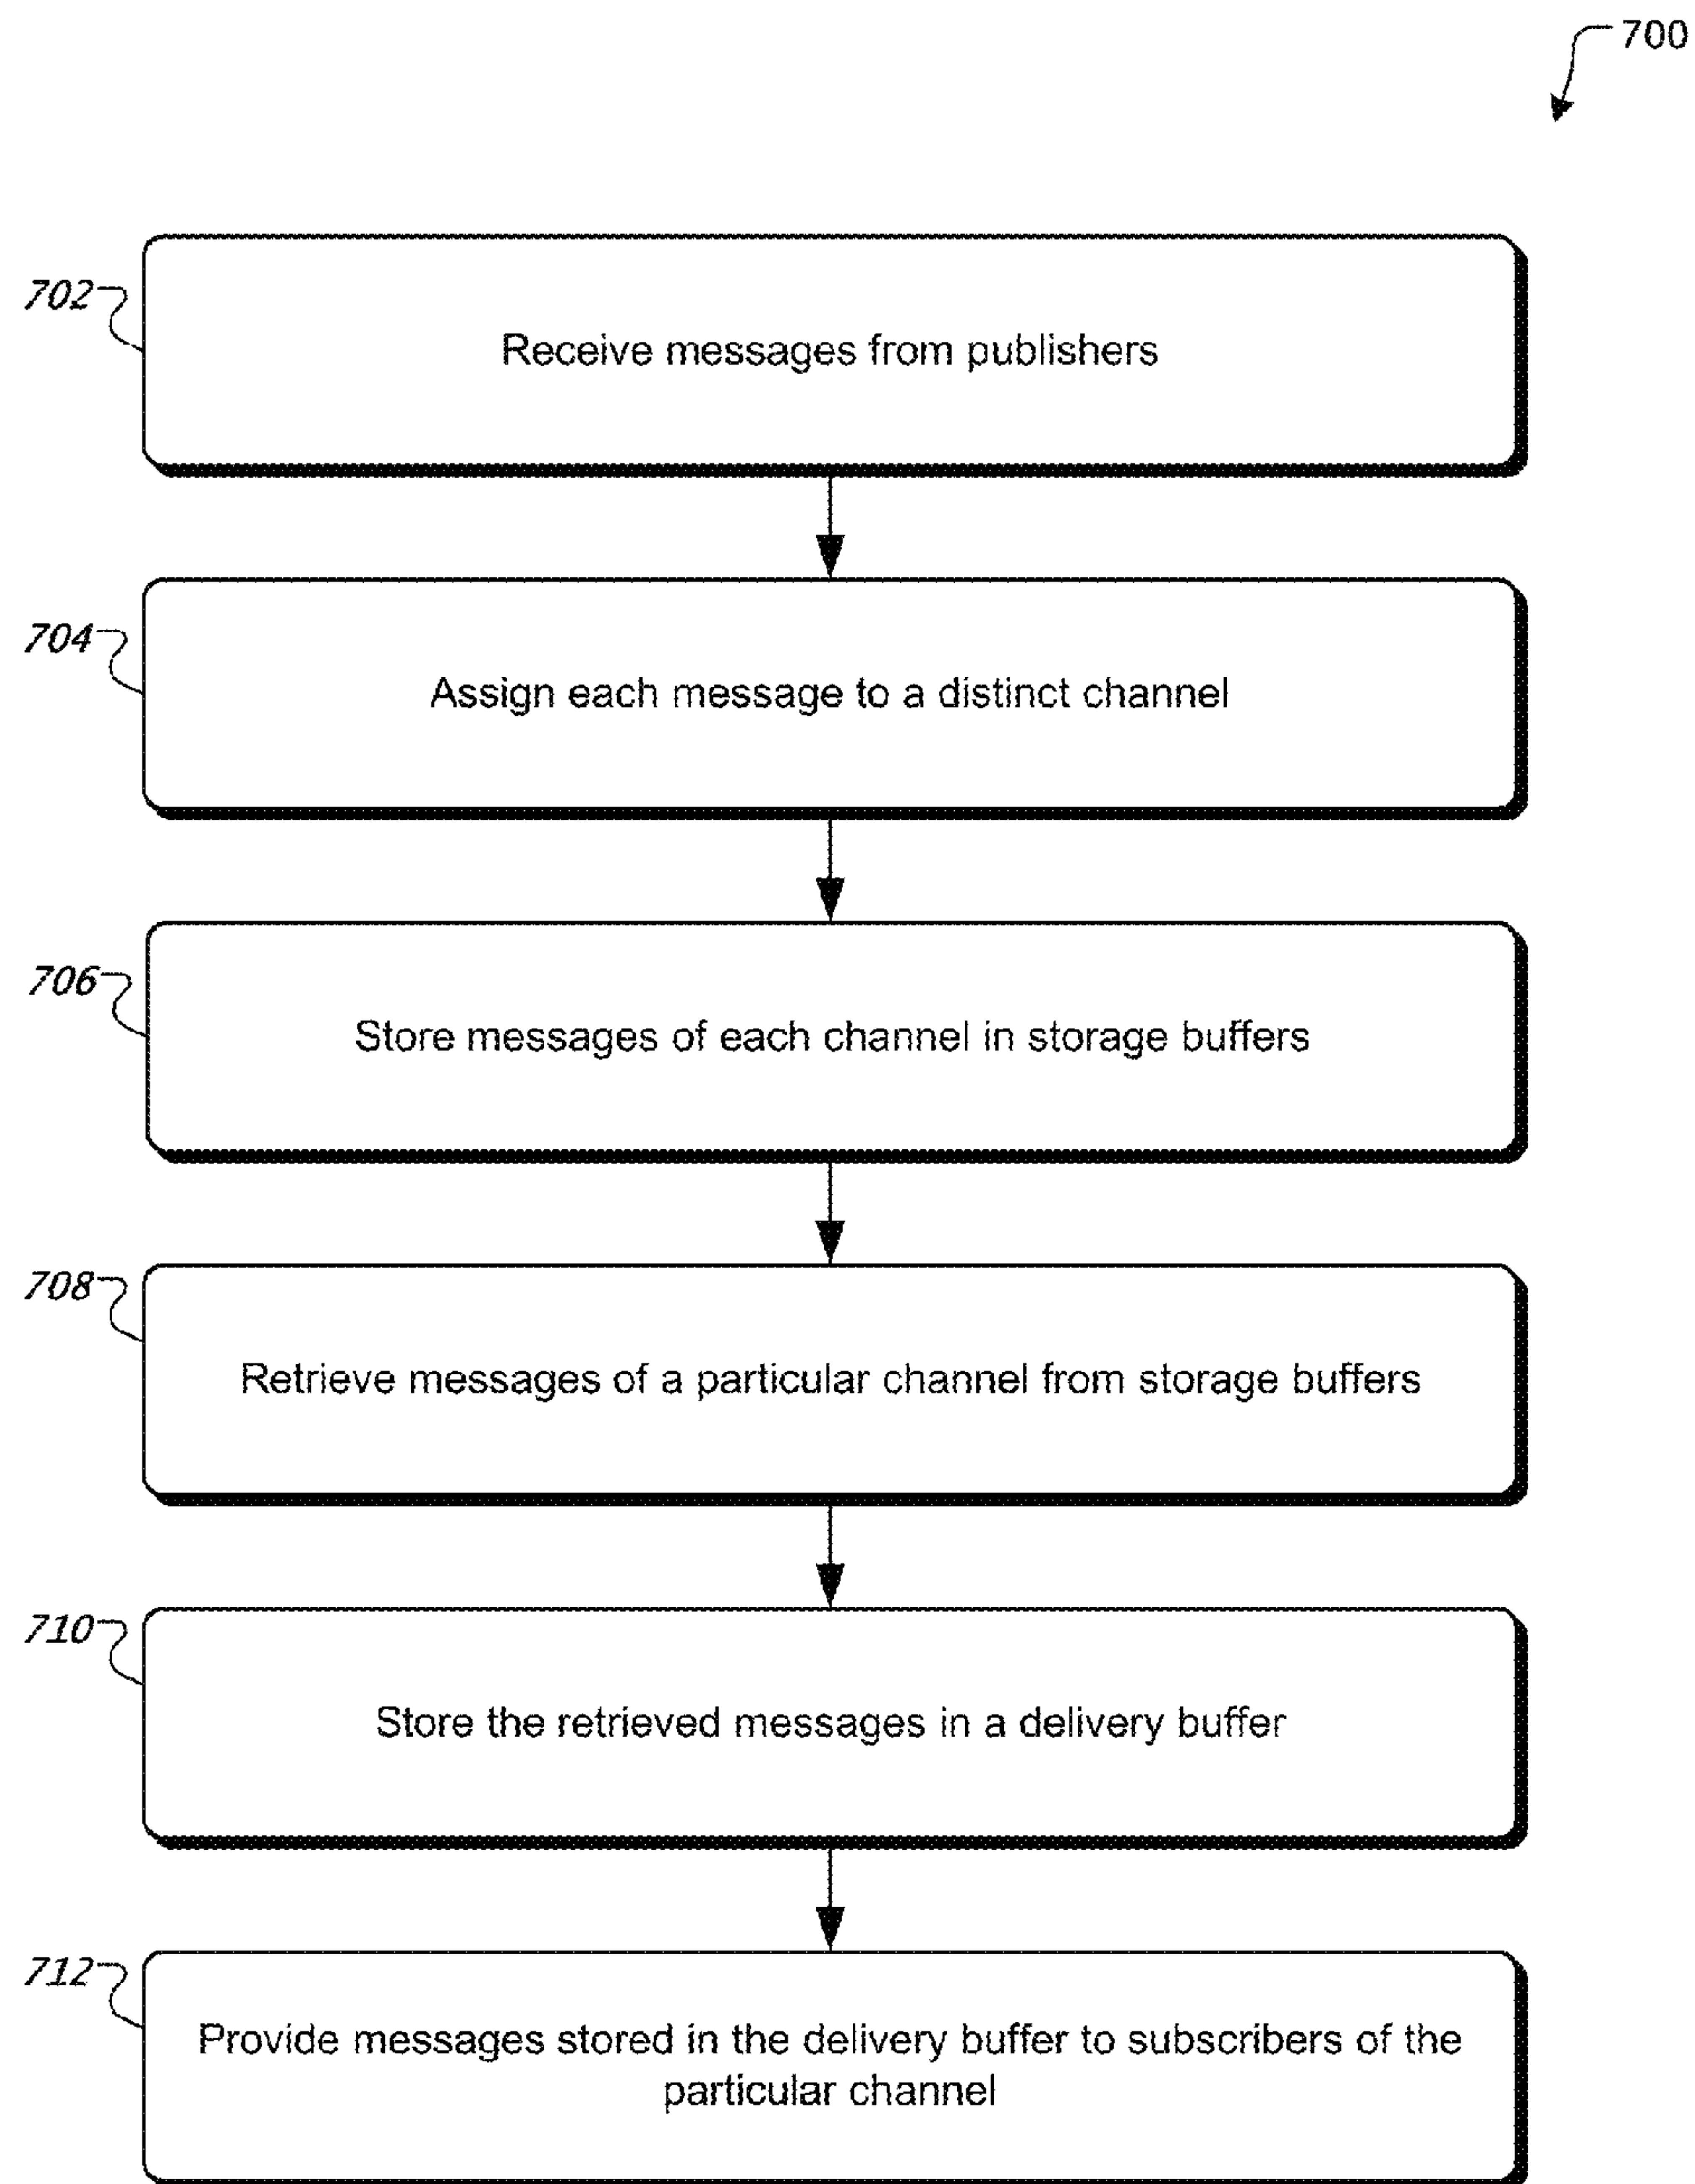 700
702
Receive messages from publishers
704
Assign each message to a distinct channel
706
Store messages of each channel in storage buffers
708
Retrieve messages of a particular channel from storage buffers
710
Store the retrieved messages in a delivery buffer
712
Provide messages stored in the delivery buffer to subscribers of the
particular channel